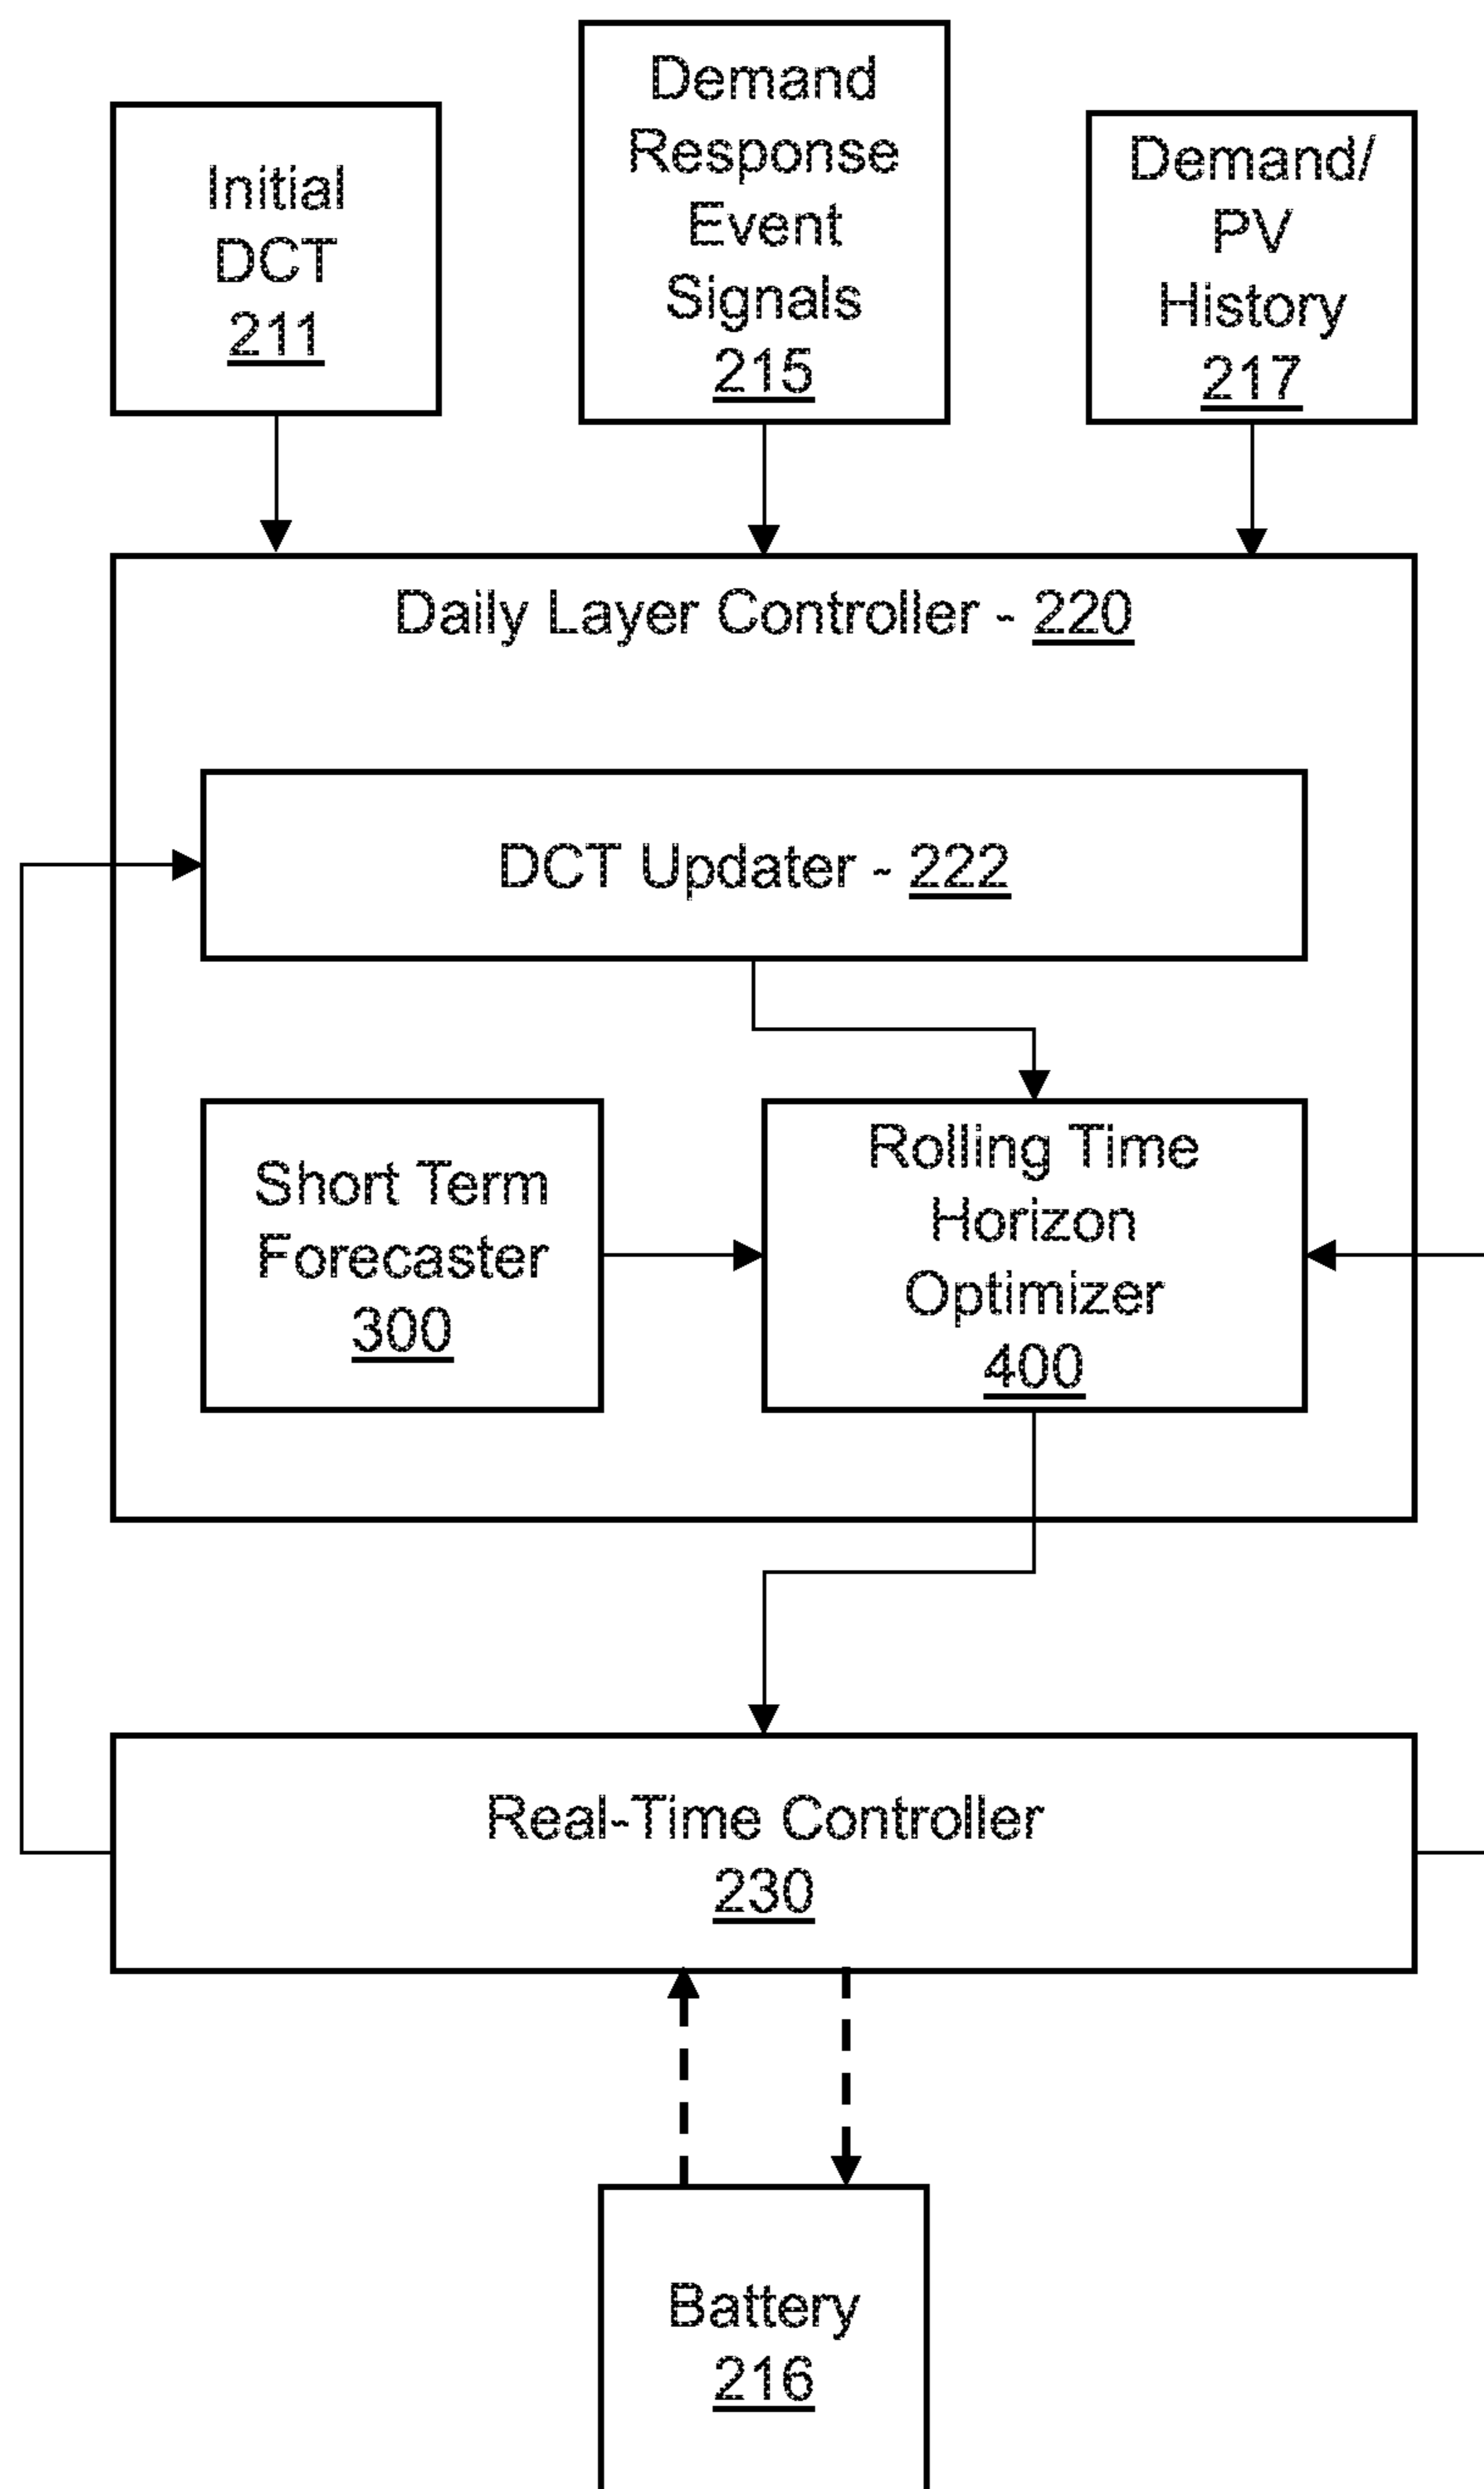 Initial
DCT
211
Demand
Response
Event
Signals
215
Demand/
PV
History
217
Daily Layer Controller - 220
DCT Updater - 222
Short Term
Forecaster
300
Rolling Time
Horizon
Optimizer
400
Real-Time Controller
230
Battery
216